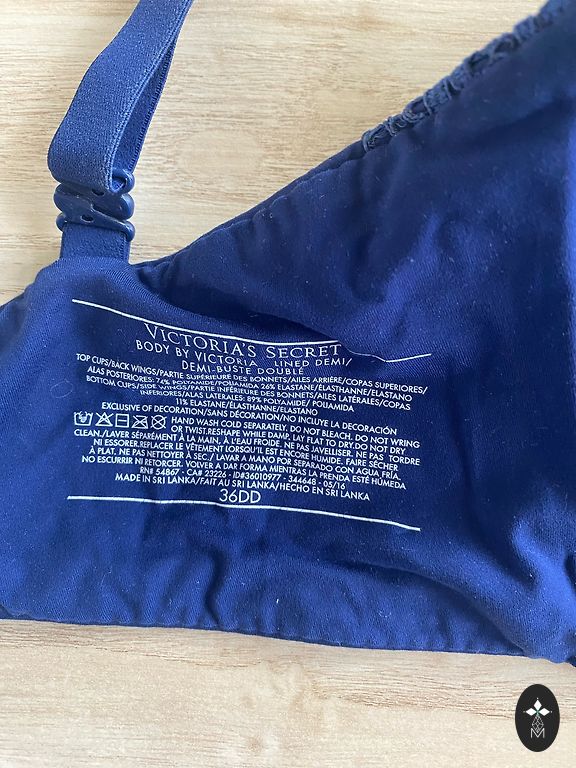 VICTORIA'S SECRET
BODY BY VICTORIA LINED DEMI/
DEMI-BUSTE DOUBLÉ
TOP CUPS/BACK WINGS/PARTIE SUPÉRIEURE DES BONNETS/AILES ARRIÈRE/COPAS SUPERIORES/
ALAS POSTERIORES: 74% POLYAMIDE/POLIAMIDA 26% ELASTANE/ÉLASTHANNE/ELASTANO
BOTTOM CUPS/SIDE WINGS/PARTIE INFÉRIEURE DES BONNETS/AILES LATÉRALES/COPAS
INFERIORES/ALAS LATERALES: 89% POLYAMIDE/ POLIAMIDA
11% ELASTANE/ÉLASTHANNE/ELASTANO
EXCLUSIVE OF DECORATION/SANS DÉCORATION/NO INCLUYE LA DECORACIÓN
HAND WASH COLD SEPARATELY. DO NOT BLEACH. DO NOT WRING
OR TWIST.RESHAPE WHILE DAMP, LAY FLAT TO DRY.DO NOT DRY
CLEAN./LAVER SÉPARÉMENT À LA MAIN, À L'EAU FROIDE. NE PAS JAVELLISER. NE PAS TORDRE
NI ESSORER.REPLACER LE VÊTEMENT LORSQU'IL EST ENCORE HUMIDE. FAIRE SÉCHER
À PLAT. NE PAS NETTOYER À SEC./ LAVAR A MANO POR SEPARADO CON AGUA FRÍA.
NO ESCURRIR NI RETORCER. VOLVER A DAR FORMA MIENTRAS LA PRENDA ESTÉ HÚMEDA
RN# 54867 - CA# 23226 - ID#36010977 - 344648 - 05/16
MADE IN SRI LANKA/FAIT AU SRI LANKA/HECHO EN SRI LANKA
36DD
M